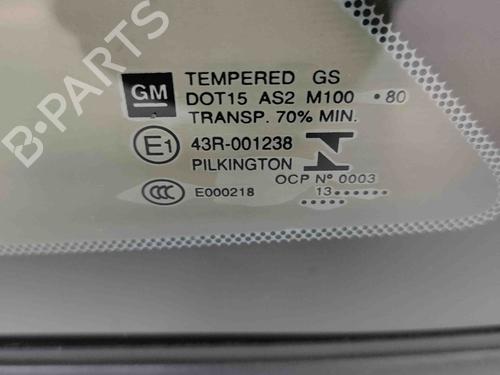 GM
TEMPERED GS
DOT15 AS2 M100 •80
TRANSP. 70% MIN.
E1 43R-001238
PILKINGTON
CCC E000218
OCP Nº 0003
13••••••••
B-PARTS